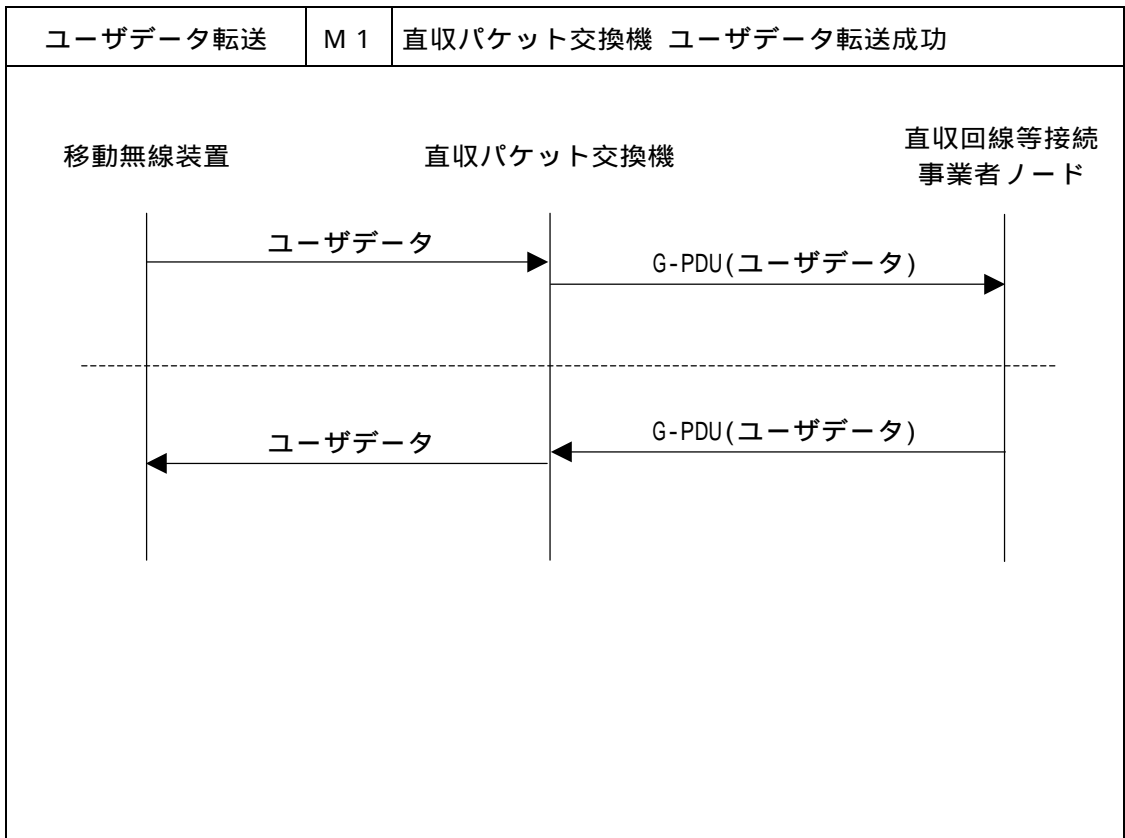 ユーザデータ転送
M 1
直収パケット交換機 ユーザデータ転送成功
移動無線装置
直収パケット交換機
直収回線等接続
事業者ノード
ユーザデータ
G-PDU(ユーザデータ)
ユーザデータ
G-PDU(ユーザデータ)